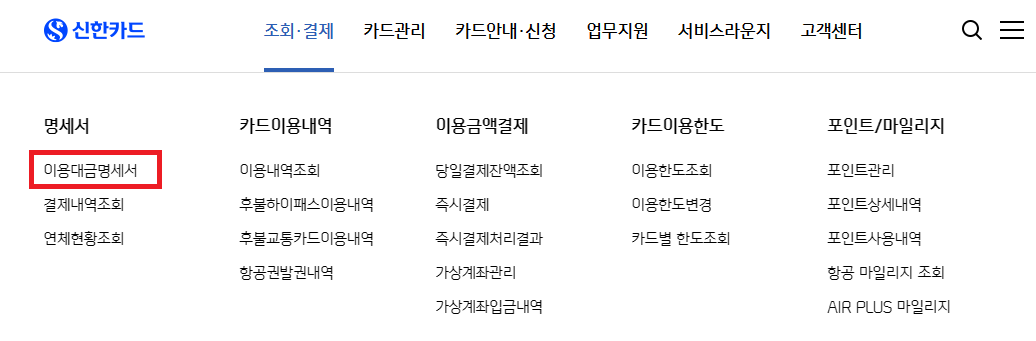 신한카드
조회·결제 카드관리 카드안내·신청 업무지원 서비스라운지 고객센터
명세서
이용대금명세서
결제내역조회
연체현황조회
카드이용내역
이용내역조회
후불하이패스이용내역
후불교통카드이용내역
항공권발권내역
이용금액결제
당일결제잔액조회
즉시결제
즉시결제처리결과
가상계좌관리
가상계좌입금내역
카드이용한도
이용한도조회
이용한도변경
카드별 한도조회
포인트/마일리지
포인트관리
포인트상세내역
포인트사용내역
항공 마일리지 조회
AIR PLUS 마일리지